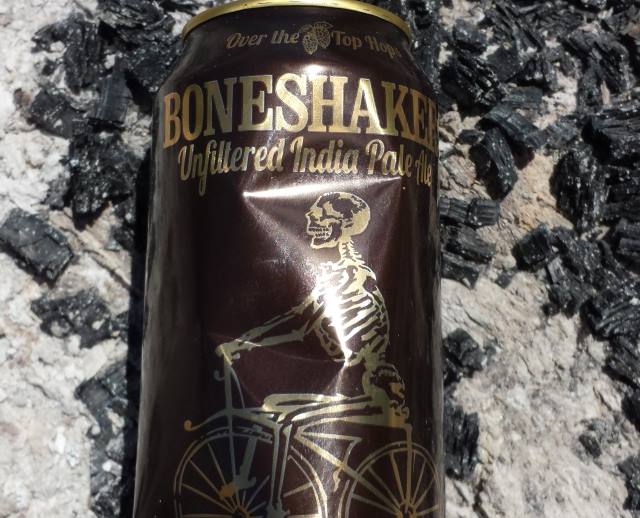 Over the Top Hops
BONESHAKER
Unfiltered India Pale Ale